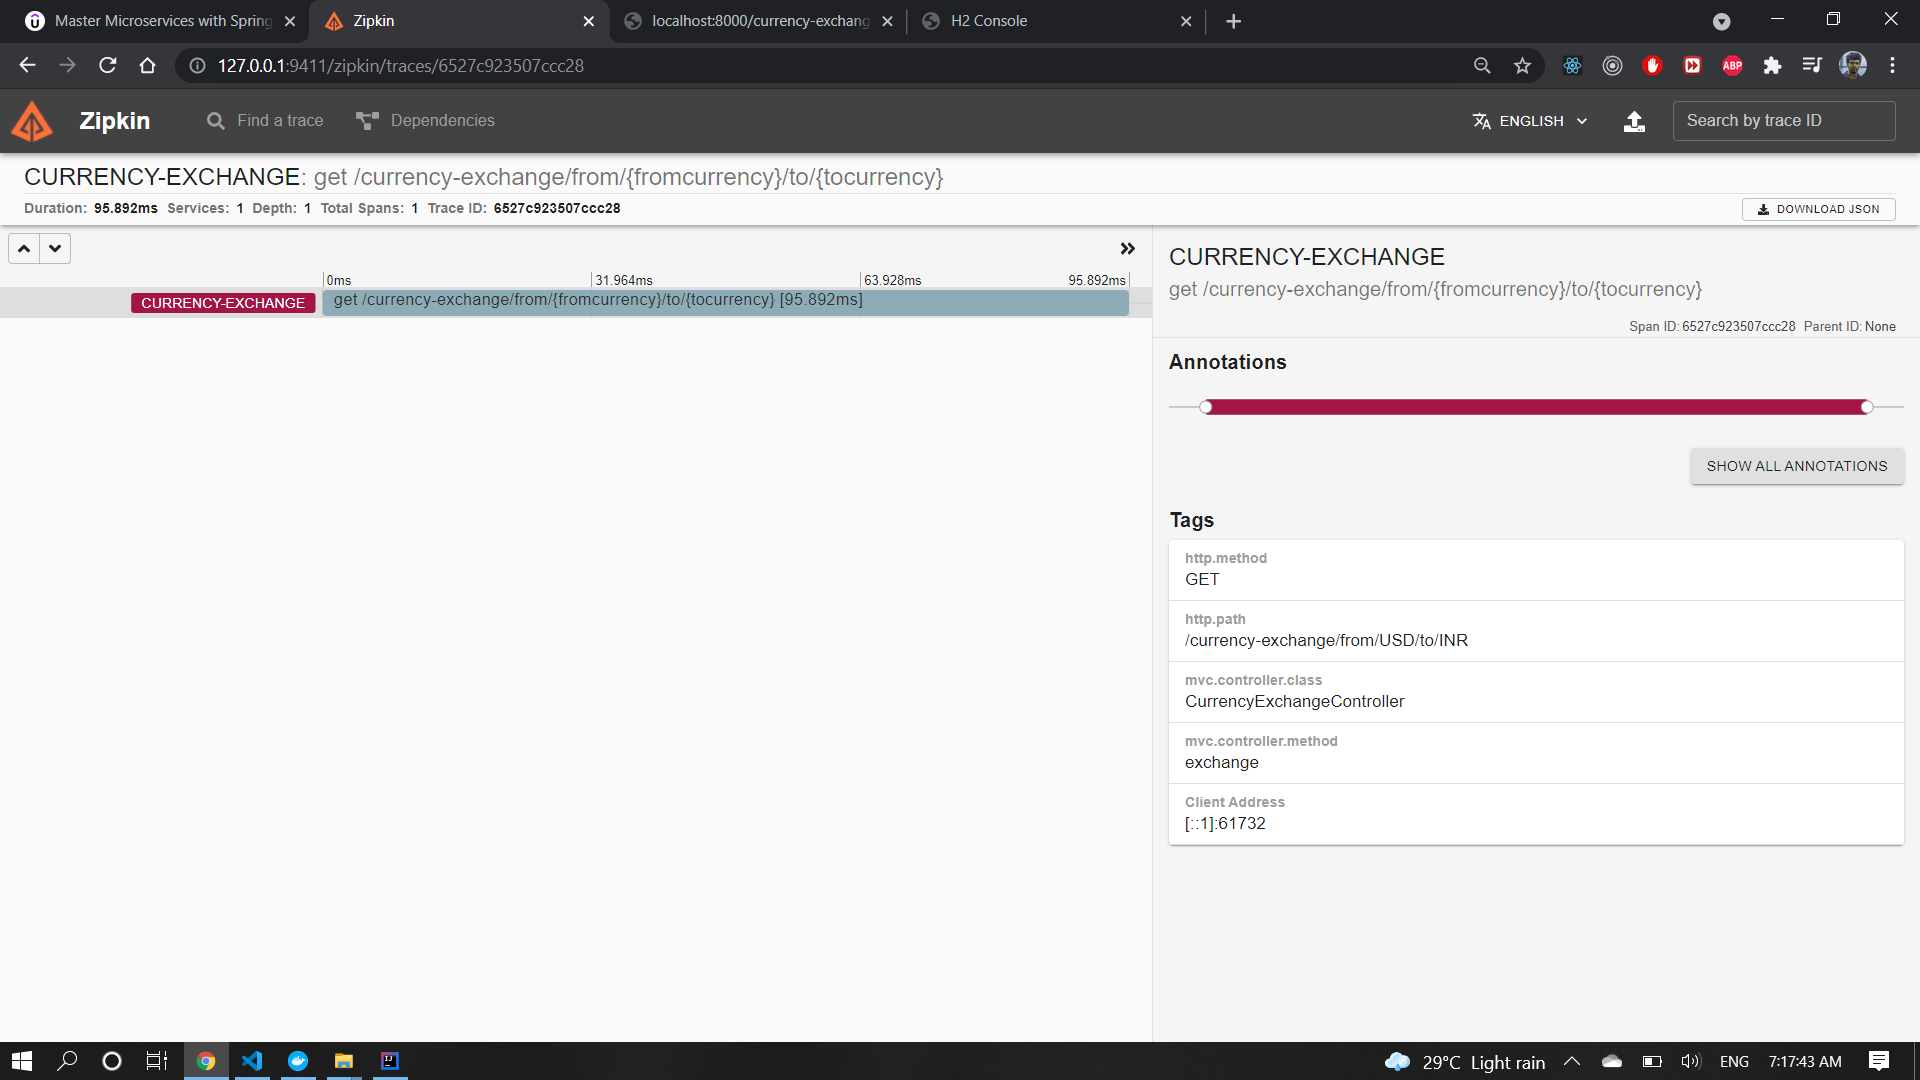 Master Microservices with Spring
Zipkin
localhost:8000/currency-exchang
H2 Console
127.0.0.1:9411/zipkin/traces/6527c923507ccc28
ABP
Zipkin
Find a trace
Dependencies
ENGLISH
Search by trace ID
CURRENCY-EXCHANGE: get /currency-exchange/from/{fromcurrency}/to/{tocurrency}
Duration: 95.892ms Services: 1 Depth: 1 Total Spans: 1 Trace ID: 6527c923507ccc28
DOWNLOAD JSON
0ms 31.964ms 63.928ms 95.892ms
CURRENCY-EXCHANGE get /currency-exchange/from/{fromcurrency}/to/{tocurrency} [95.892ms]
CURRENCY-EXCHANGE
get /currency-exchange/from/{fromcurrency}/to/{tocurrency}
Span ID: 6527c923507ccc28 Parent ID: None
Annotations
SHOW ALL ANNOTATIONS
Tags
http.method
GET
http.path
/currency-exchange/from/USD/to/INR
mvc.controller.class
CurrencyExchangeController
mvc.controller.method
exchange
Client Address
[::1]:61732
29°C Light rain
ENG
7:17:43 AM